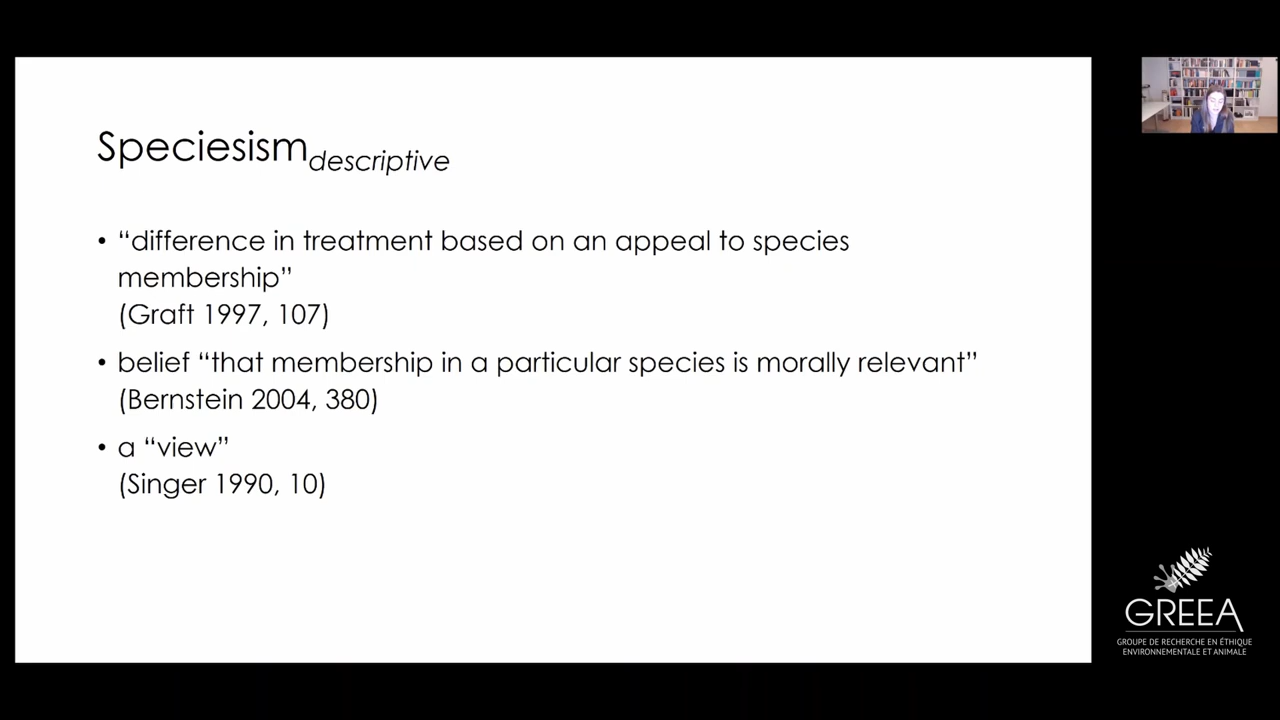 Speciesism descriptive
• “difference in treatment based on an appeal to species
membership”
(Graft 1997, 107)
• belief “that membership in a particular species is morally relevant”
(Bernstein 2004, 380)
• a “view”
(Singer 1990, 10)
GREEA
GROUPE DE RECHERCHE EN ÉTHIQUE
ENVIRONNEMENTALE ET ANIMALE